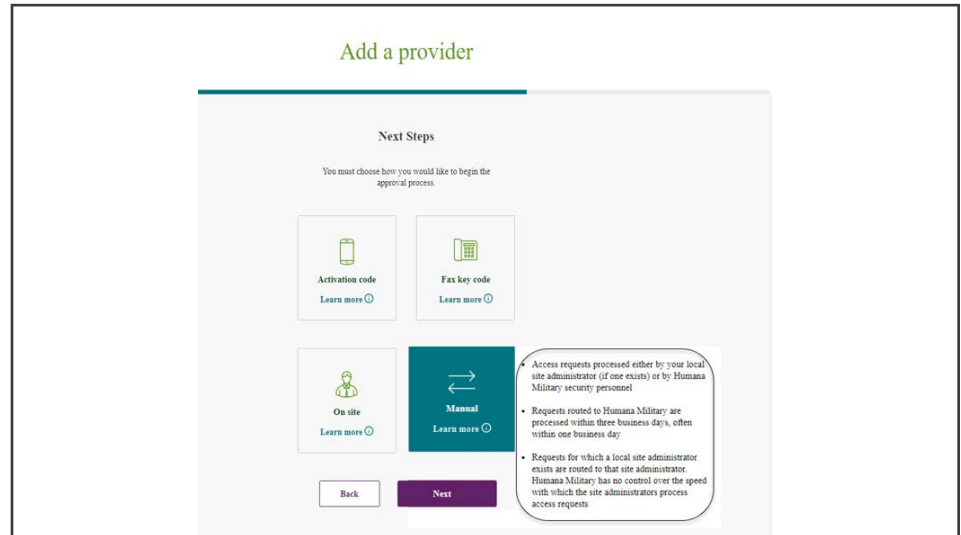 Add a provider
Next Steps
You must choose how you would like to begin the
approval process.
Activation code
Learn more
Fax key code
Learn more
On site
Learn more
Manual
Learn more
• Access requests processed either by your local
site administrator (if one exists) or by Humana
Military security personnel
• Requests routed to Humana Military are
processed within three business days, often
within one business day
• Requests for which a local site administrator
exists are routed to that site administrator.
Humana Military has no control over the speed
with which the site administrators process
access requests
Back
Next